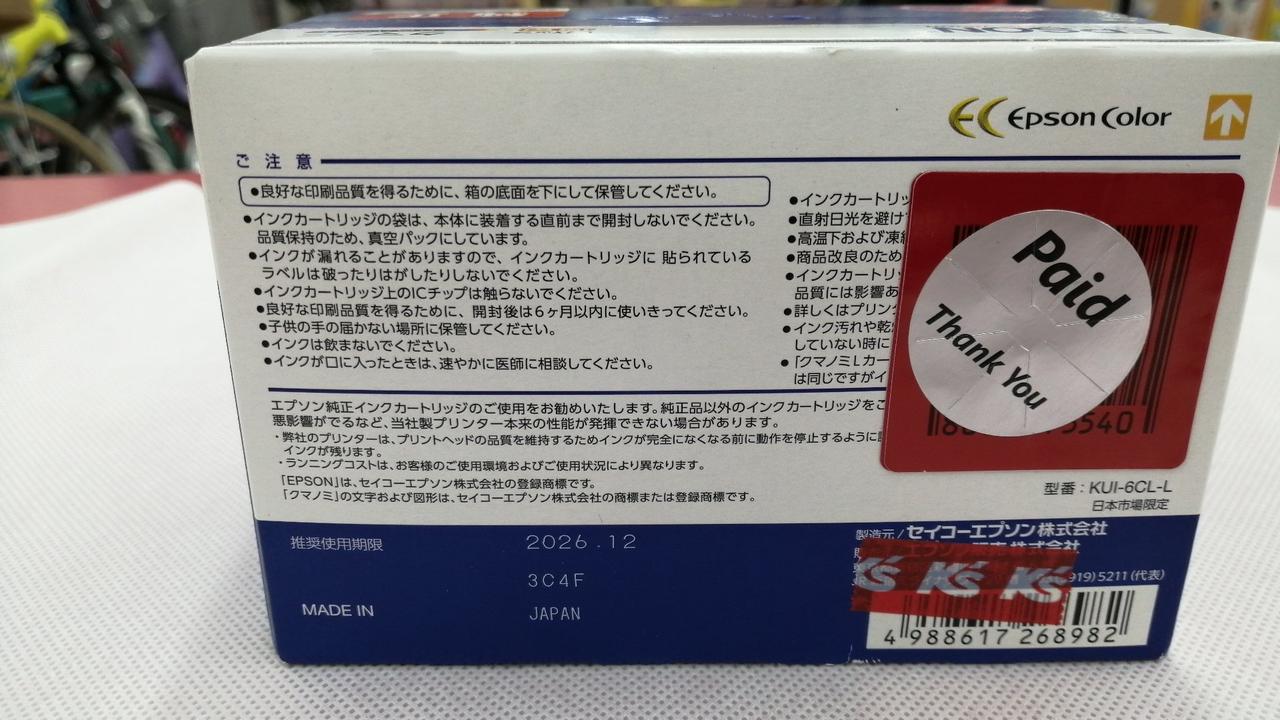 EPSON
Epson Color
ご注意
●良好な印刷品質を得るために、箱の底面を下にして保管してください。
●インクカートリッジの袋は、本体に装着する直前まで開封しないでください。
品質保持のため、真空パックにしています。
●インクが漏れることがありますので、インクカートリッジに貼られている
ラベルは破ったりはがしたりしないでください。
●インクカートリッジ上のICチップは触らないでください。
●良好な印刷品質を得るために、開封後は6ヶ月以内に使いきってください。
●子供の手の届かない場所に保管してください。
●インクは飲まないでください。
●インクが口に入ったときは、速やかに医師に相談してください。
●インクカートリッ
●直射日光を避け
●高温下および凍結
●商品改良のため
●インクカートリッ
品質には影響あ
●詳しくはプリン
●インク汚れや乾
していない時に
●「クマノミLカー
は同じですがイ
Paid
Thank You
5540
エプソン純正インクカートリッジのご使用をお勧めいたします。純正品以外のインクカートリッジをご
悪影響がでるなど、当社製プリンター本来の性能が発揮できない場合があります。
・弊社のプリンターは、プリントヘッドの品質を維持するためインクが完全になくなる前に動作を停止するように
インクが残ります。
・ランニングコストは、お客様のご使用環境およびご使用状況により異なります。
「EPSON」は、セイコーエプソン株式会社の登録商標です。
「クマノミ」の文字および図形は、セイコーエプソン株式会社の商標または登録商標です。
型番：KUI-6CL-L
日本市場限定
推奨使用期限 2026.12
3C4F
MADE IN JAPAN
製造元/セイコーエプソン株式会社
エプソン 株式会社
919)5211(代表)
K's K's K's
4 988617 268982